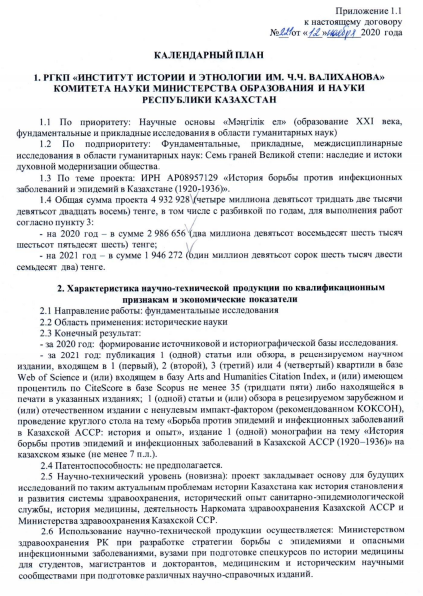 Приложение 1.1
к настоящему договору
от «12» ноября 2020 года
КАЛЕНДАРНЫЙ ПЛАН
1. РГКП «ИНСТИТУТ ИСТОРИИ И ЭТНОЛОГИИ ИМ. Ч.Ч. ВАЛИХАНОВА»
КОМИТЕТА НАУКИ МИНИСТЕРСТВА ОБРАЗОВАНИЯ И НАУКИ
РЕСПУБЛИКИ КАЗАХСТАН
1.1 По приоритету: Научные основы «Мәңгілік ел» (образование XXI века,
фундаментальные и прикладные исследования в области гуманитарных наук)
1.2 По подприоритету: Фундаментальные, прикладные, междисциплинарные
исследования в области гуманитарных наук: Семь граней Великой степи: наследие и истоки
духовной модернизации общества.
1.3 По теме проекта: ИРН AP08957129 «История борьбы против инфекционных
заболеваний и эпидемий в Казахстане (1920-1936)».
1.4 Общая сумма проекта 4 932 928 (четыре миллиона девятьсот тридцать две тысячи
девятьсот двадцать восемь) тенге, в том числе с разбивкой по годам, для выполнения работ
согласно пункту 3:
- на 2020 год – в сумме 2 986 656 (два миллиона девятьсот восемьдесят шесть тысяч
шестьсот пятьдесят шесть) тенге;
- на 2021 год – в сумме 1 946 272 (один миллион девятьсот сорок шесть тысяч двести
семьдесят два) тенге.
2. Характеристика научно-технической продукции по квалификационным
признакам и экономические показатели
2.1 Направление работы: фундаментальные исследования
2.2 Область применения: исторические науки
2.3 Конечный результат:
- за 2020 год: формирование источниковой и историографической базы исследования.
- за 2021 год: публикация 1 (одной) статьи или обзора, в рецензируемом научном
издании, входящем в 1 (первый), 2 (второй), 3 (третий) или 4 (четвертый) квартили в базе
Web of Science и (или) входящем в базу Arts and Humanities Citation Index, и (или) имеющем
процентиль по CiteScore в базе Scopus не менее 35 (тридцати пяти) либо находящейся в
печати в указанных изданиях; 1 (одной) статьи и (или) обзора в рецензируемом зарубежном и
(или) отечественном издании с ненулевым импакт-фактором (рекомендованном КОКСОН),
проведение круглого стола на тему «Борьба против эпидемий и инфекционных заболеваний
в Казахской АССР: история и опыт», издание 1 (одной) монографии на тему «История
борьбы против эпидемий и инфекционных заболеваний в Казахской АССР (1920–1936)» на
казахском языке (не менее 7 п.л.).
2.4 Патентоспособность: не предполагается.
2.5 Научно-технический уровень (новизна): проект закладывает основу для будущих
исследований по таким актуальным проблемам истории Казахстана как история становления
и развития системы здравоохранения, исторический опыт санитарно-эпидемиологической
службы, история медицины, деятельность Наркомата здравоохранения Казахской АССР и
Министерства здравоохранения Казахской ССР.
2.6 Использование научно-технической продукции осуществляется: Министерством
здравоохранения РК при разработке стратегии борьбы с эпидемиями и опасными
инфекционными заболеваниями, вузами при подготовке спецкурсов по истории медицины
для студентов, магистрантов и докторантов, медицинским и историческим научными
сообществами при подготовке различных научно-справочных изданий.